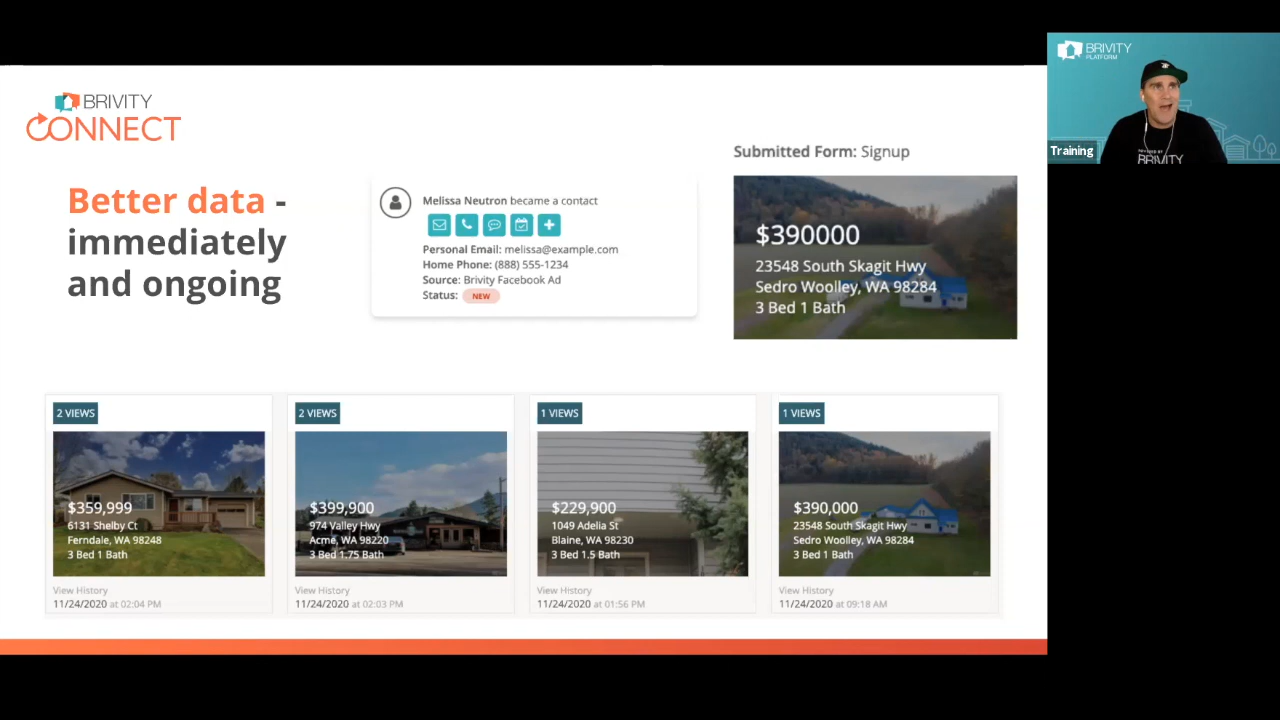 BRIVITY
CONNECT
Better data -
immediately
and ongoing
Melissa Neutron became a contact
Personal Email: melissa@example.com
Home Phone: (888) 555-1234
Source: Brivity Facebook Ad
Status: NEW
Submitted Form: Signup
$390000
23548 South Skagit Hwy
Sedro Woolley, WA 98284
3 Bed 1 Bath
2 VIEWS
$359,999
6131 Shelby Ct
Ferndale, WA 98248
3 Bed 1 Bath
View History
11/24/2020 at 02:04 PM
2 VIEWS
$399,900
974 Valley Hwy
Acme, WA 98220
3 Bed 1.75 Bath
View History
11/24/2020 at 02:03 PM
1 VIEWS
$229,900
1049 Adelia St
Blaine, WA 98230
3 Bed 1.5 Bath
View History
11/24/2020 at 01:56 PM
1 VIEWS
$390,000
23548 South Skagit Hwy
Sedro Woolley, WA 98284
3 Bed 1 Bath
View History
11/24/2020 at 09:18 AM
BRIVITY
PLATFORM
POWERED BY
BRIVITY
Training